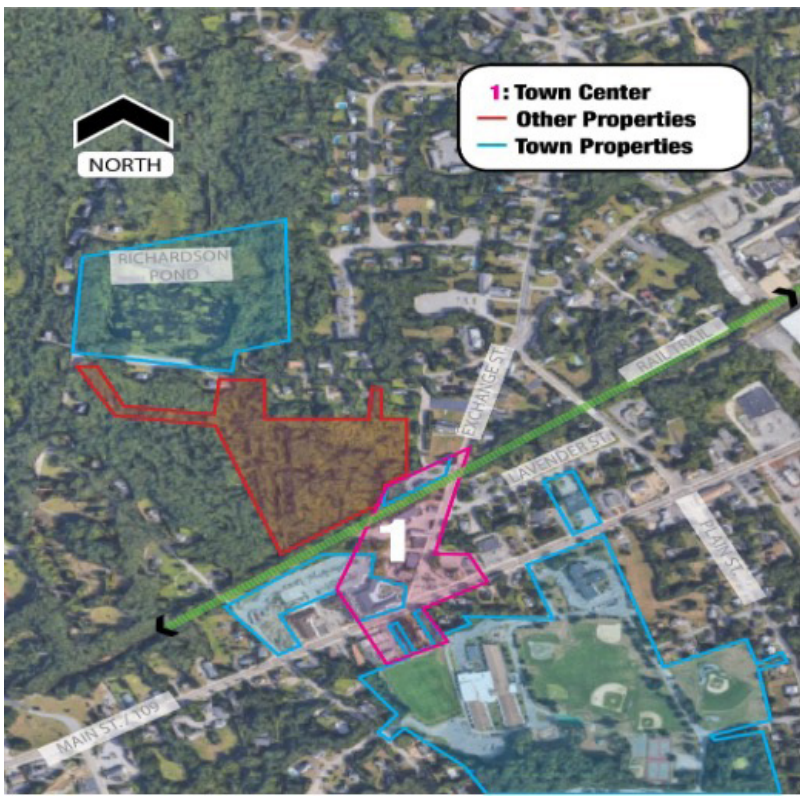 1: Town Center
Other Properties
Town Properties
NORTH
RICHARDSON
POND
EXCHANGE ST.
RAIL TRAIL
LAVENDER ST.
1
PLAIN ST.
MAIN ST. / 109